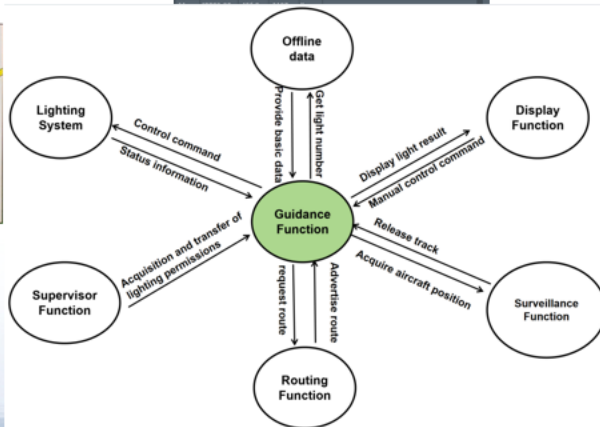 Offline
data
Lighting
System
Display
Function
Control command
Status information
Provide basic data
Get light number
Display light result
Manual control command
Guidance
Function
Release track
Acquire aircraft position
Acquisition and transfer of
lighting permissions
Supervisor
Function
request route
Advertise route
Surveillance
Function
Routing
Function